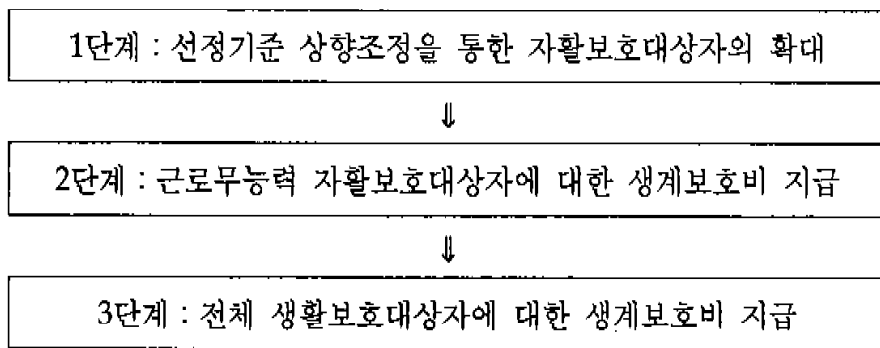 1단계 : 선정기준 상향조정을 통한 자활보호대상자의 확대
⇓
2단계 : 근로무능력 자활보호대상자에 대한 생계보호비 지급
⇓
3단계 : 전체 생활보호대상자에 대한 생계보호비 지급